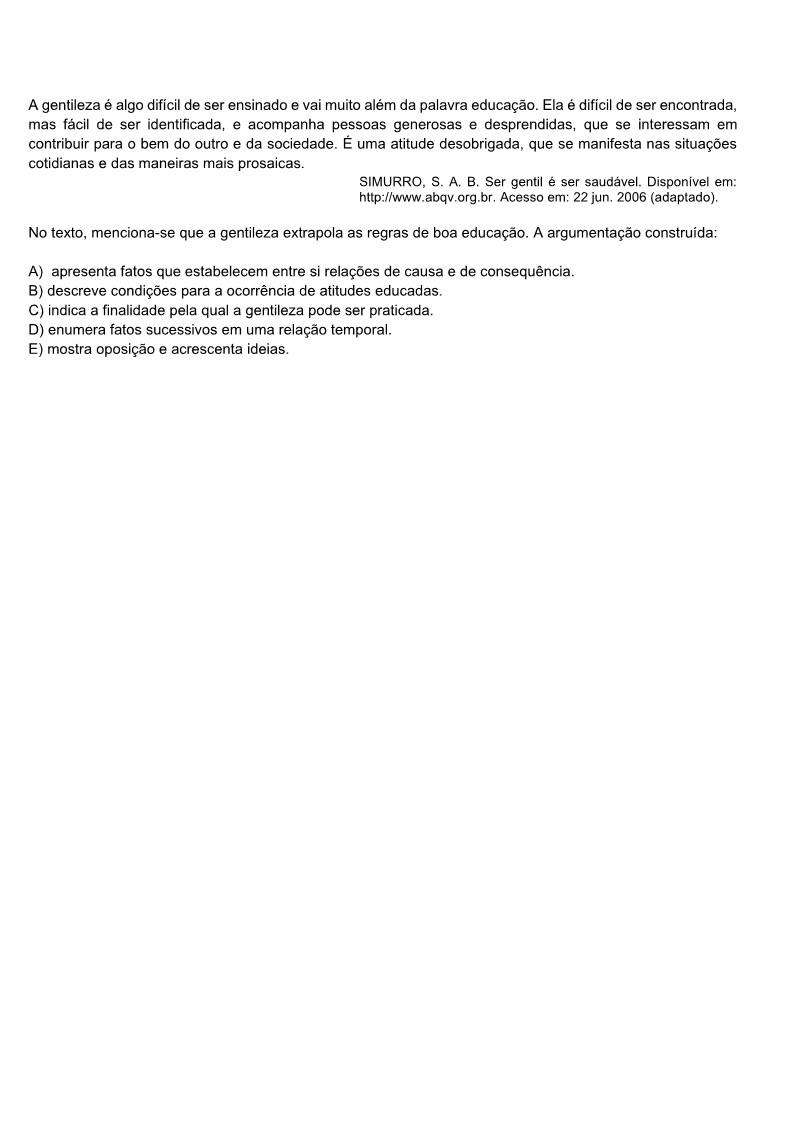 A gentileza é algo difícil de ser ensinado e vai muito além da palavra educação. Ela é difícil de ser encontrada,
mas fácil de ser identificada, e acompanha pessoas generosas e desprendidas, que se interessam em
contribuir para o bem do outro e da sociedade. É uma atitude desobrigada, que se manifesta nas situações
cotidianas e das maneiras mais prosaicas.
SIMURRO, S. A. B. Ser gentil é ser saudável. Disponível em:
http://www.abqv.org.br. Acesso em: 22 jun. 2006 (adaptado).
No texto, menciona-se que a gentileza extrapola as regras de boa educação. A argumentação construída:
A) apresenta fatos que estabelecem entre si relações de causa e de consequência.
B) descreve condições para a ocorrência de atitudes educadas.
C) indica a finalidade pela qual a gentileza pode ser praticada.
D) enumera fatos sucessivos em uma relação temporal.
E) mostra oposição e acrescenta ideias.